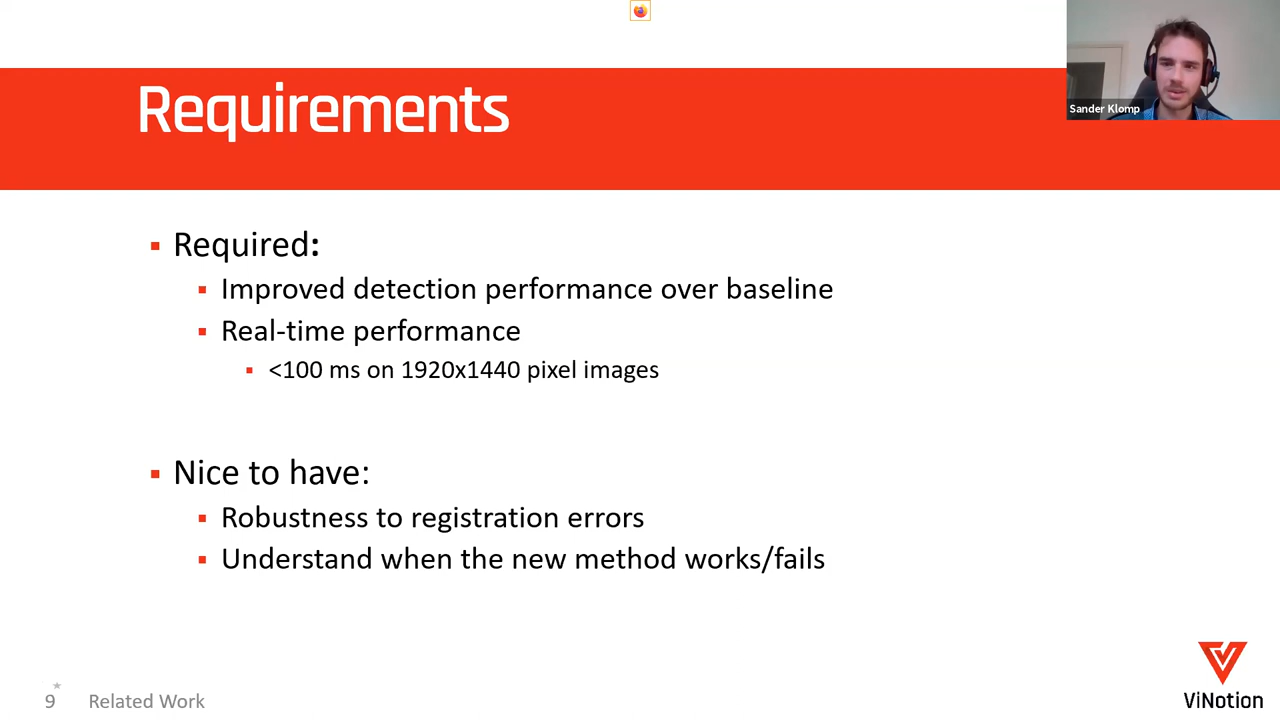 Sander Klomp
Requirements
Required:
Improved detection performance over baseline
Real-time performance
<100 ms on 1920x1440 pixel images
Nice to have:
Robustness to registration errors
Understand when the new method works/fails
9 Related Work
ViNotion